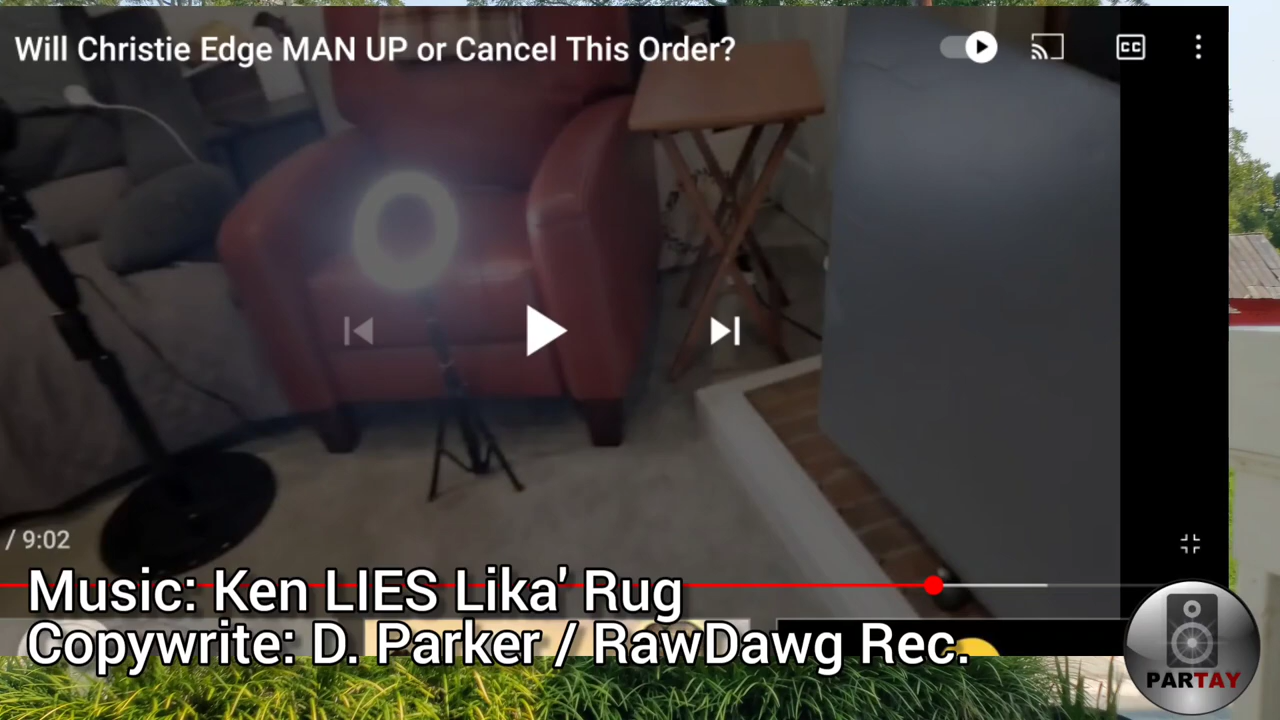 Will Christie Edge MAN UP or Cancel This Order?
CC
/ 9:02
Music: Ken LIES Lika' Rug
Copywrite: D. Parker / RawDawg Rec.
PARTAY